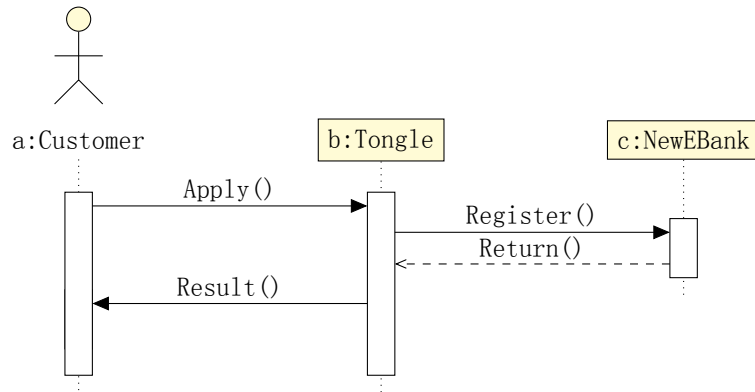 a:Customer
b:Tongle
c:NewEBank
Apply()
Register()
Return()
Result()